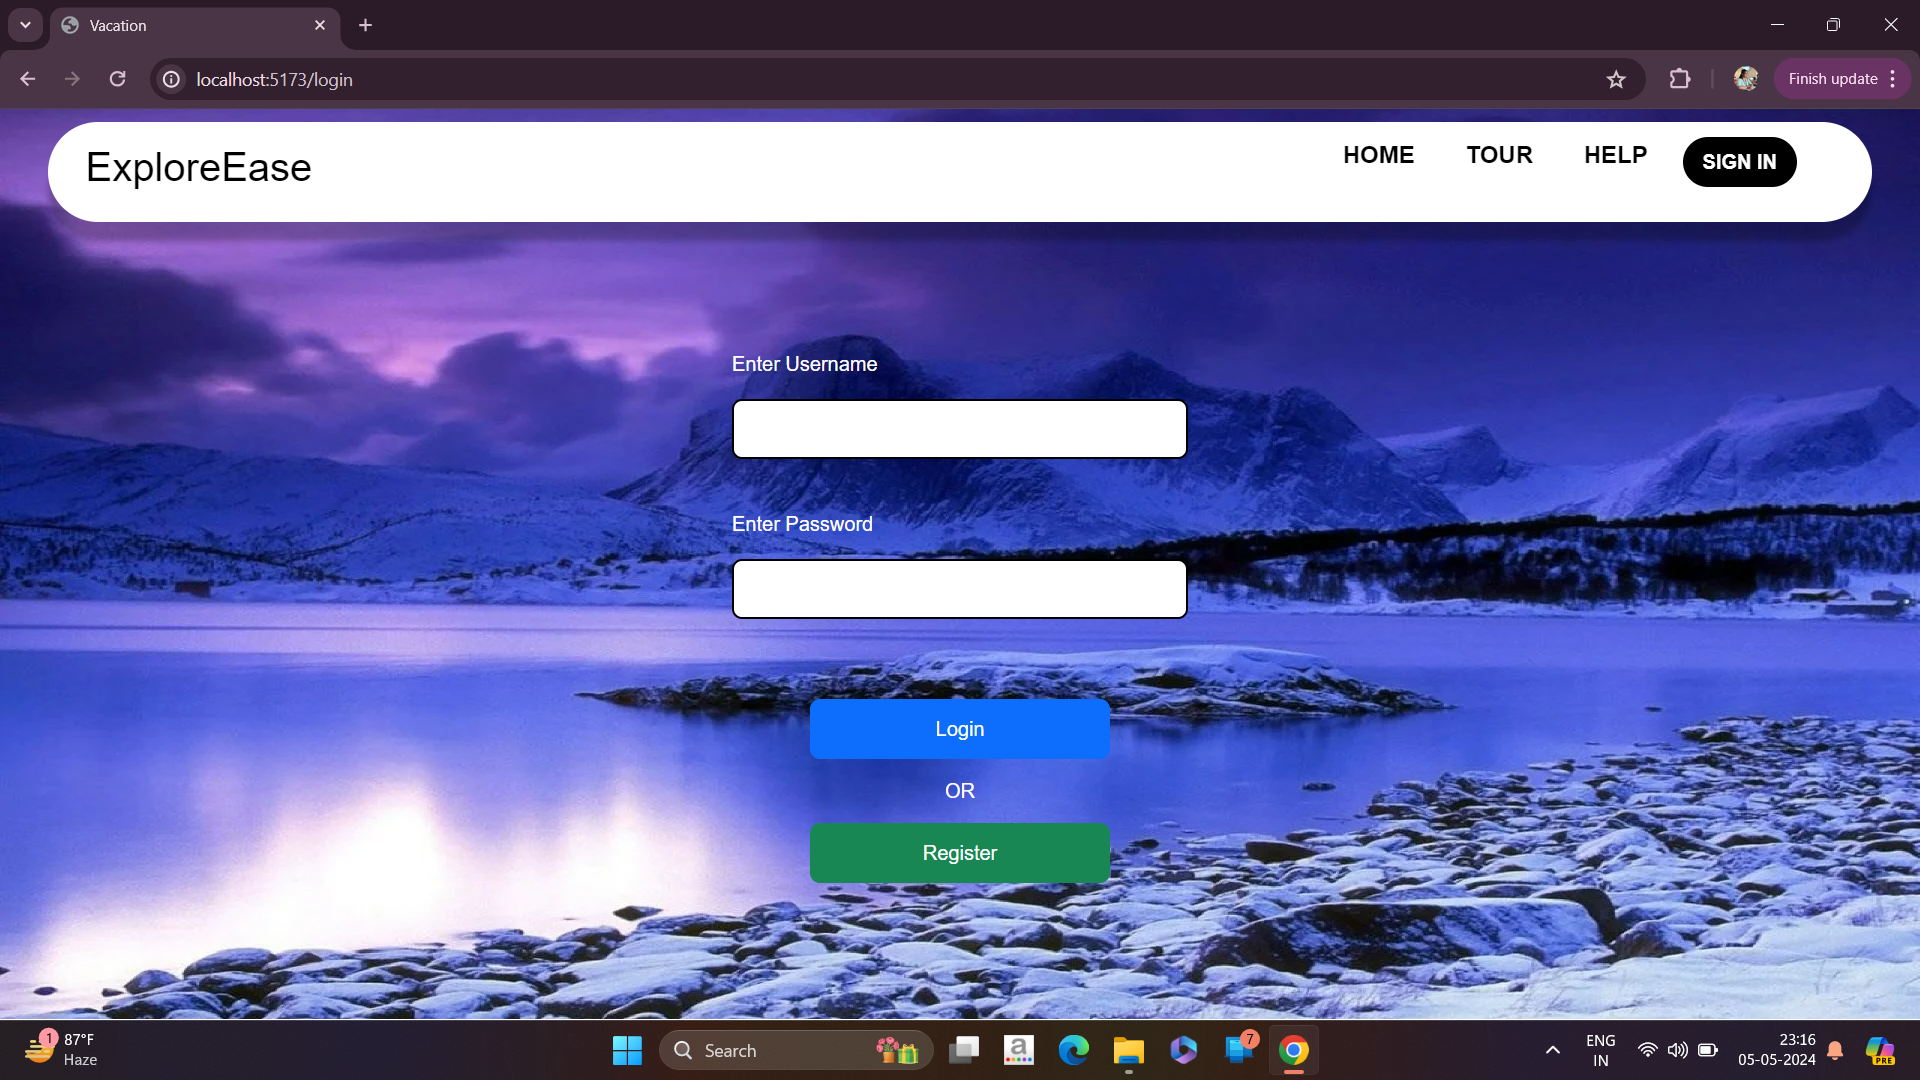 Vacation
localhost:5173/login
Finish update
ExploreEase
HOME TOUR HELP SIGN IN
Enter Username
Enter Password
Login
OR
Register
1
87°F
Haze
Search
a
7
ENG
IN
23:16
05-05-2024
PRE